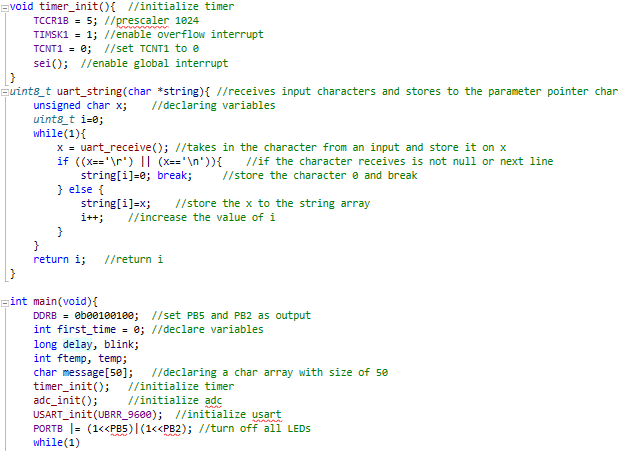 void timer_init(){  //initialize timer
    TCCR1B = 5; //prescaler 1024
    TIMSK1 = 1; //enable overflow interrupt
    TCNT1 = 0;  //set TCNT1 to 0
    sei();  //enable global interrupt
}
uint8_t uart_string(char *string){ //receives input characters and stores to the parameter pointer char
    unsigned char x;    //declaring variables
    uint8_t i=0;
    while(1){
        x = uart_receive(); //takes in the character from an input and store it on x
        if ((x=='\r') || (x=='\n')){    //if the character receives is not null or next line
            string[i]=0; break;     //store the character 0 and break
        } else {
            string[i]=x;    //store the x to the string array
            i++;    //increase the value of i
        }
    }
    return i;   //return i
}
int main(void){
    DDRB = 0b00100100;  //set PB5 and PB2 as output
    int first_time = 0; //declare variables
    long delay, blink;
    int ftemp, temp;
    char message[50];   //declaring a char array with size of 50
    timer_init();   //initialize timer
    adc_init();     //initialize adc
    USART_init(UBRR_9600);  //initialize usart
    PORTB |= (1<<PB5)|(1<<PB2); //turn off all LEDs
    while(1)